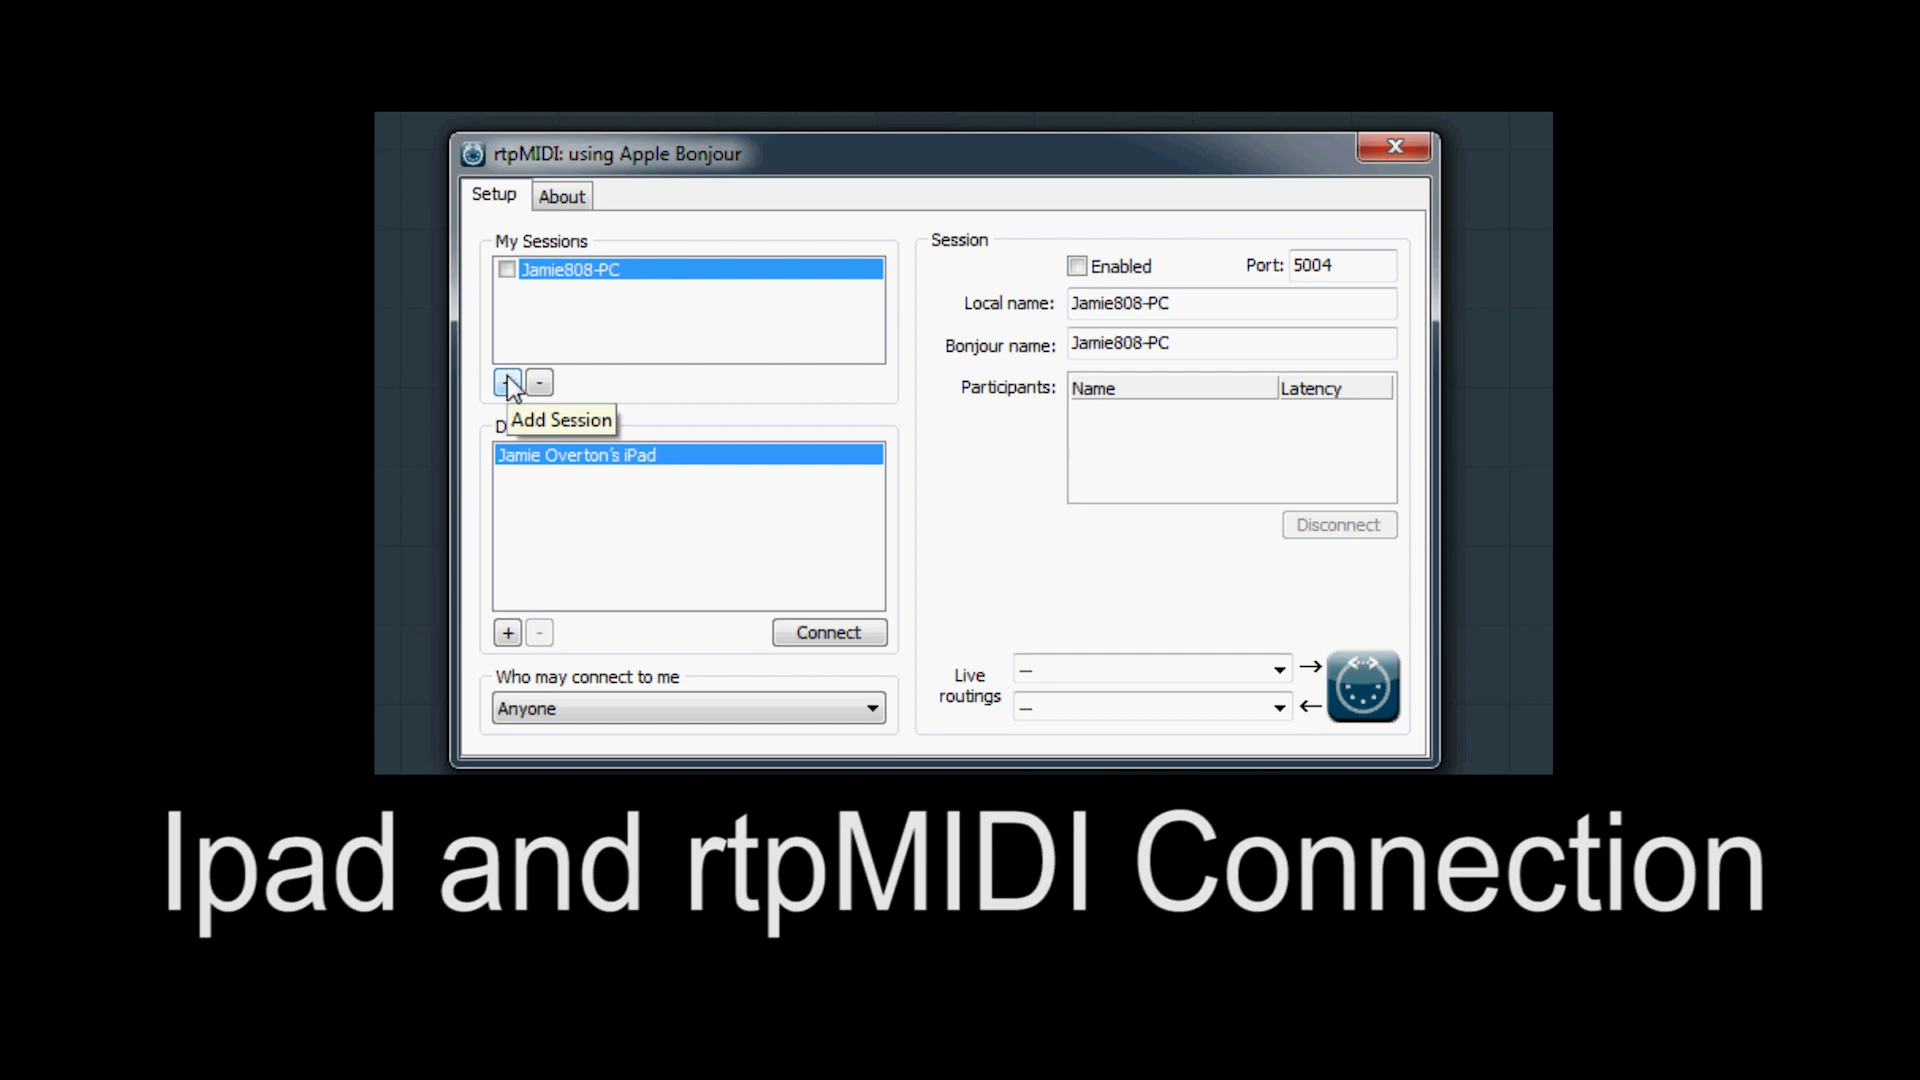 rtpMIDI: using Apple Bonjour
Setup
About
My Sessions
Jamie808-PC
+
-
Add Session
D
Jamie Overton's iPad
+
-
Connect
Who may connect to me
Anyone
Session
Enabled
Port: 5004
Local name: Jamie808-PC
Bonjour name: Jamie808-PC
Participants: Name Latency
Disconnect
Live
routings
---
---
Ipad and rtpMIDI Connection